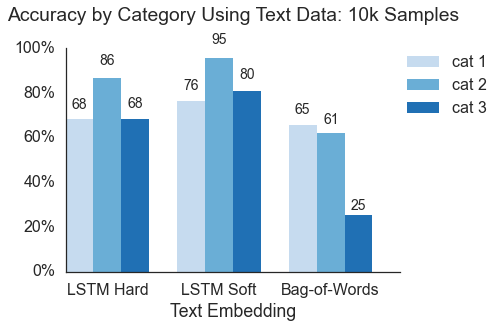 Accuracy by Category Using Text Data: 10k Samples
100%
80%
60%
40%
20%
0%
68
86
68
76
95
80
65
61
25
cat 1
cat 2
cat 3
LSTM Hard
LSTM Soft
Bag-of-Words
Text Embedding